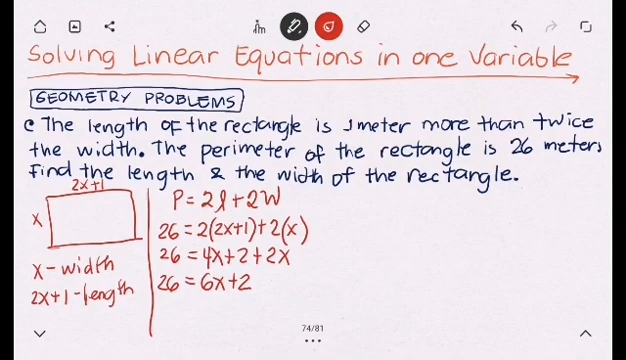 Solving Linear Equations in one Variable
GEOMETRY PROBLEMS
c The length of the rectangle is 1 meter more than twice
the width. The perimeter of the rectangle is 26 meters
Find the length & the width of the rectangle.
2x+1
x
x - width
2x+1 - length
P = 2l + 2W
26 = 2(2x+1) + 2(x)
26 = 4x + 2 + 2x
26 = 6x + 2
74/81